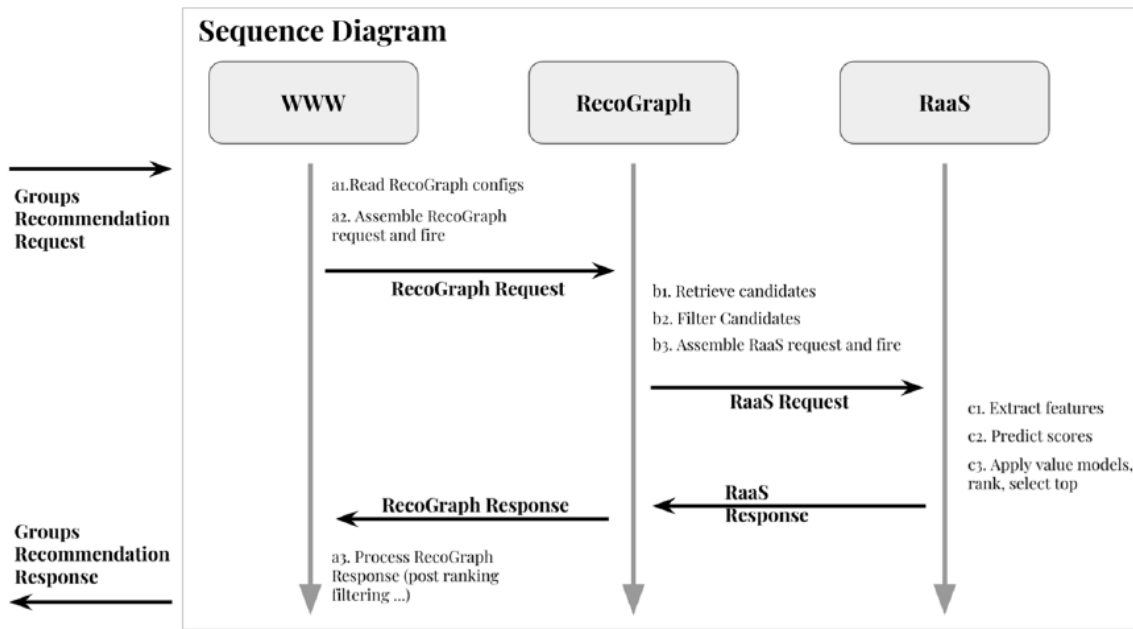 Sequence Diagram
WWW
RecoGraph
RaaS
Groups
Recommendation
Request
a1.Read RecoGraph configs
a2. Assemble RecoGraph
request and fire
RecoGraph Request
b1. Retrieve candidates
b2. Filter Candidates
b3. Assemble RaaS request and fire
RaaS Request
c1. Extract features
c2. Predict scores
c3. Apply value models,
rank, select top
RaaS
Response
RecoGraph Response
a3. Process RecoGraph
Response (post ranking
filtering ...)
Groups
Recommendation
Response